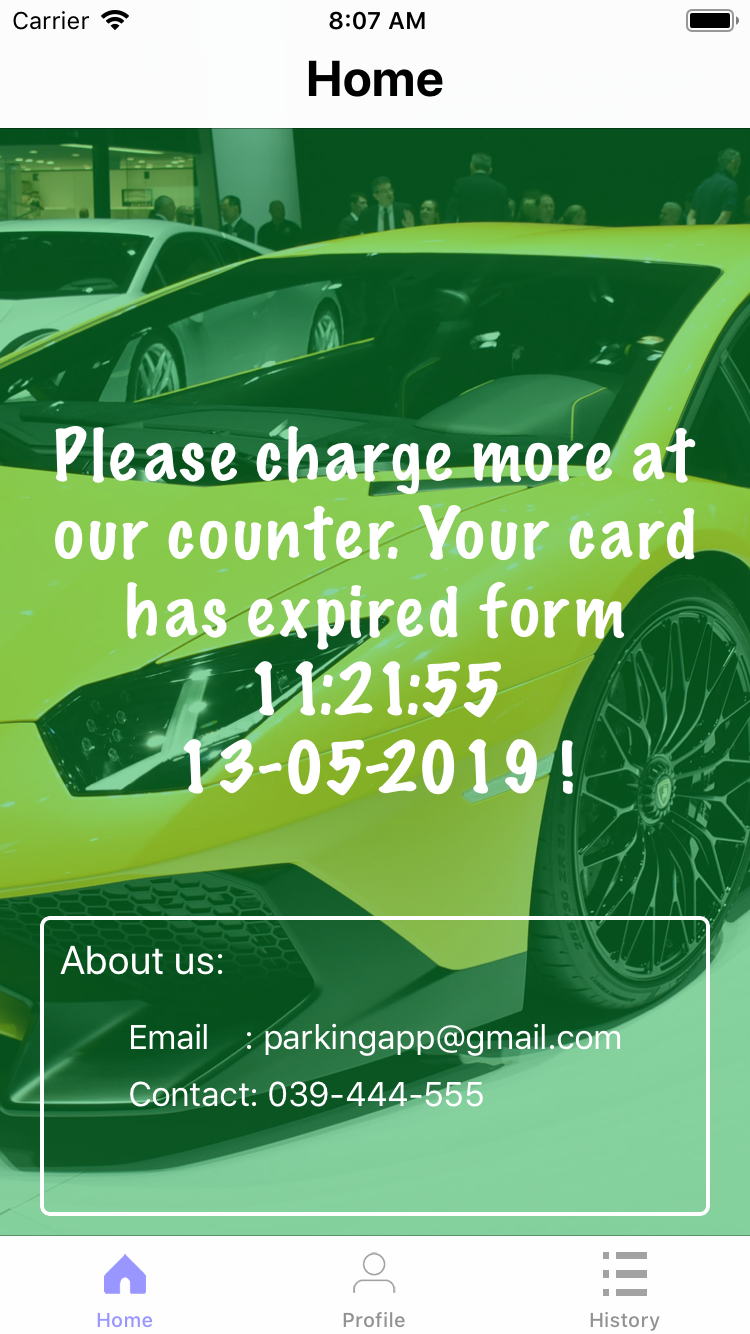 Carrier 8:07 AM
Home
Please charge more at
our counter. Your card
has expired form
11:21:55
13-05-2019 !
About us:
Email : parkingapp@gmail.com
Contact: 039-444-555
Home Profile History